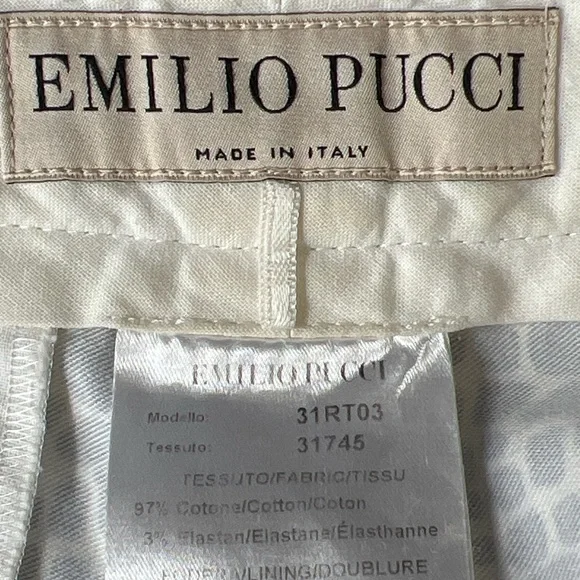 EMILIO PUCCI
MADE IN ITALY
EMILIO PUCCI
Modello: 31RT03
Tessuto: 31745
TESSUTO/FABRIC/TISSU
97% Cotone/Cotton/Coton
3% Elastan/Elastane/Élasthanne
FODERA/LINING/DOUBLURE